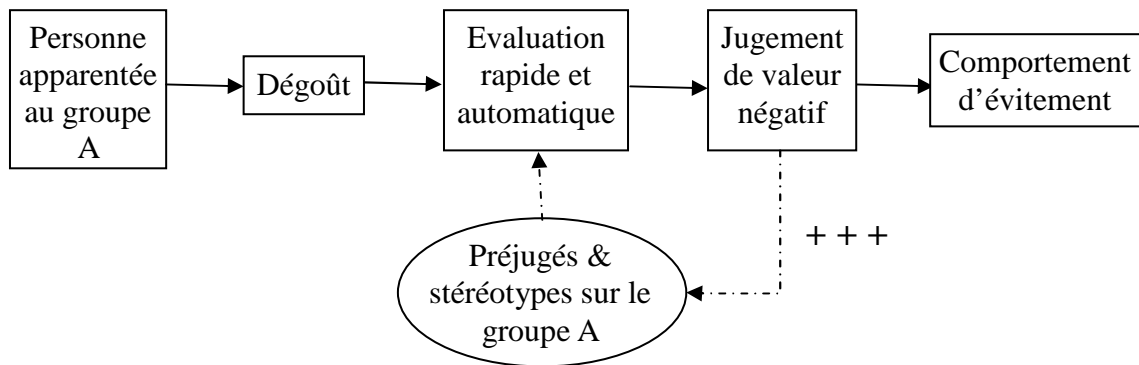 Personne
apparentée
au groupe
A
Dégoût
Evaluation
rapide et
automatique
Jugement
de valeur
négatif
Comportement
d’évitement
Préjugés &
stéréotypes sur le
groupe A
+ + +